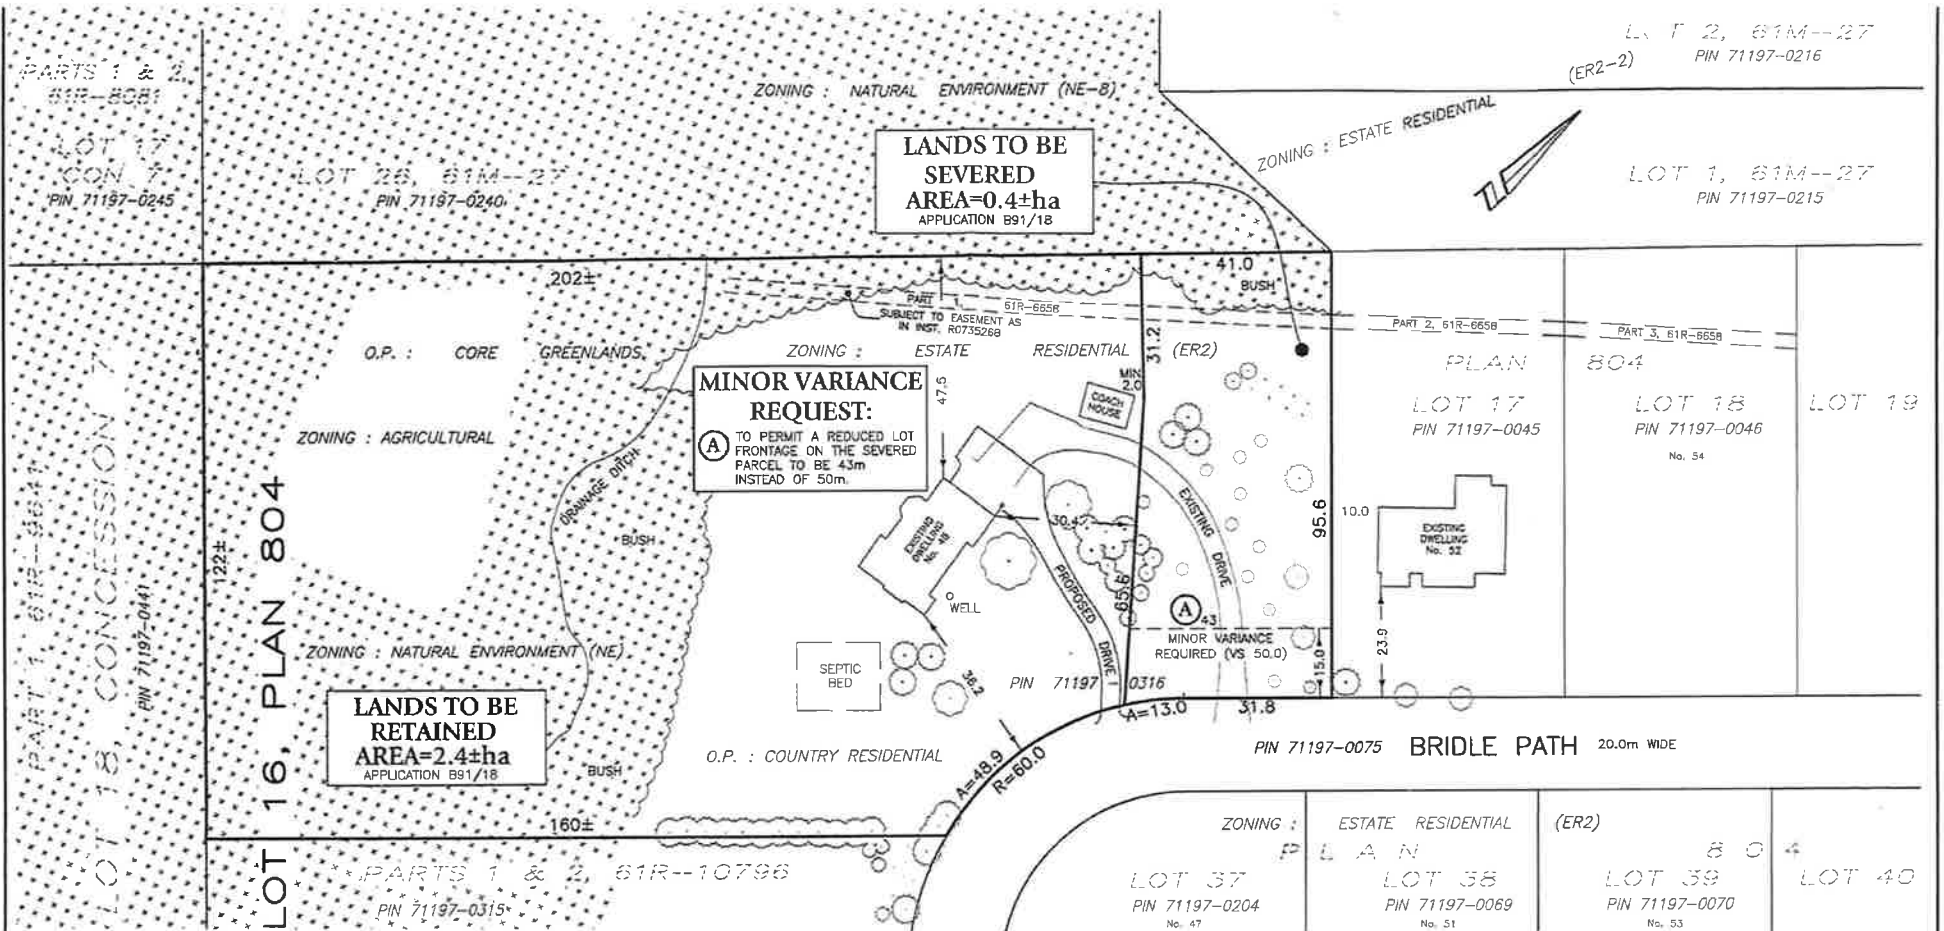 PARTS 1 & 2
61R-8081
LOT 17
CON. 7
PIN 71197-0245
LOT 26, 61M-27
PIN 71197-0240
ZONING : NATURAL ENVIRONMENT (NE-8)
LANDS TO BE
SEVERED
AREA=0.4±ha
APPLICATION B91/18
(ER2-2)
LOT 2, 61M-27
PIN 71197-0216
ZONING : ESTATE RESIDENTIAL
LOT 1, 61M-27
PIN 71197-0215
202±
41.0
BUSH
PART 1, 61R-6658
SUBJECT TO EASEMENT AS
IN INST. RO735268
PART 2, 61R-6658
PART 3, 61R-6658
O.P. : CORE GREENLANDS
ZONING : ESTATE RESIDENTIAL (ER2)
31.2
PLAN 804
MINOR VARIANCE
REQUEST:
A
TO PERMIT A REDUCED LOT
FRONTAGE ON THE SEVERED
PARCEL TO BE 43m
INSTEAD OF 50m.
47.5
MIN.
2.0
COACH
HOUSE
LOT 17
PIN 71197-0045
LOT 18
PIN 71197-0046
No. 54
LOT 19
ZONING : AGRICULTURAL
DRAINAGE DITCH
BUSH
122±
LOT 16, PLAN 804
PART 1, 61R-9641
LOT 18, CONCESSION 7
PIN 71197-0441
EXISTING
DWELLING
No. 48
30.4
EXISTING DRIVE
95.6
10.0
EXISTING
DWELLING
No. 52
WELL
PROPOSED DRIVE
65.6
A
43
MINOR VARIANCE
REQUIRED (VS 50.0)
15.0
23.9
ZONING : NATURAL ENVIRONMENT (NE)
SEPTIC
BED
36.2
PIN 71197-0316
LANDS TO BE
RETAINED
AREA=2.4±ha
APPLICATION B91/18
BUSH
O.P. : COUNTRY RESIDENTIAL
A=13.0
31.8
A=48.9
R=60.0
PIN 71197-0075 BRIDLE PATH 20.0m WIDE
160±
PARTS 1 & 2, 61R-10796
PIN 71197-0315
ZONING : ESTATE RESIDENTIAL (ER2)
PLAN 804
LOT 37
PIN 71197-0204
No. 47
LOT 38
PIN 71197-0069
No. 51
LOT 39
PIN 71197-0070
No. 53
LOT 40